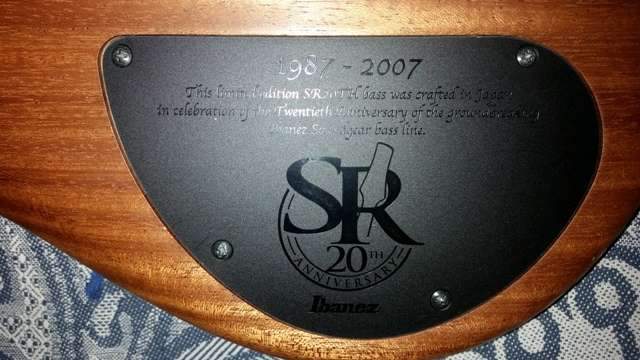 1987 - 2007
This limited edition SR20TH bass was crafted in Japan
in celebration of the Twentieth Anniversary of the groundbreaking
Ibanez Soundgear bass line.
SR
20TH
ANNIVERSARY
Ibanez